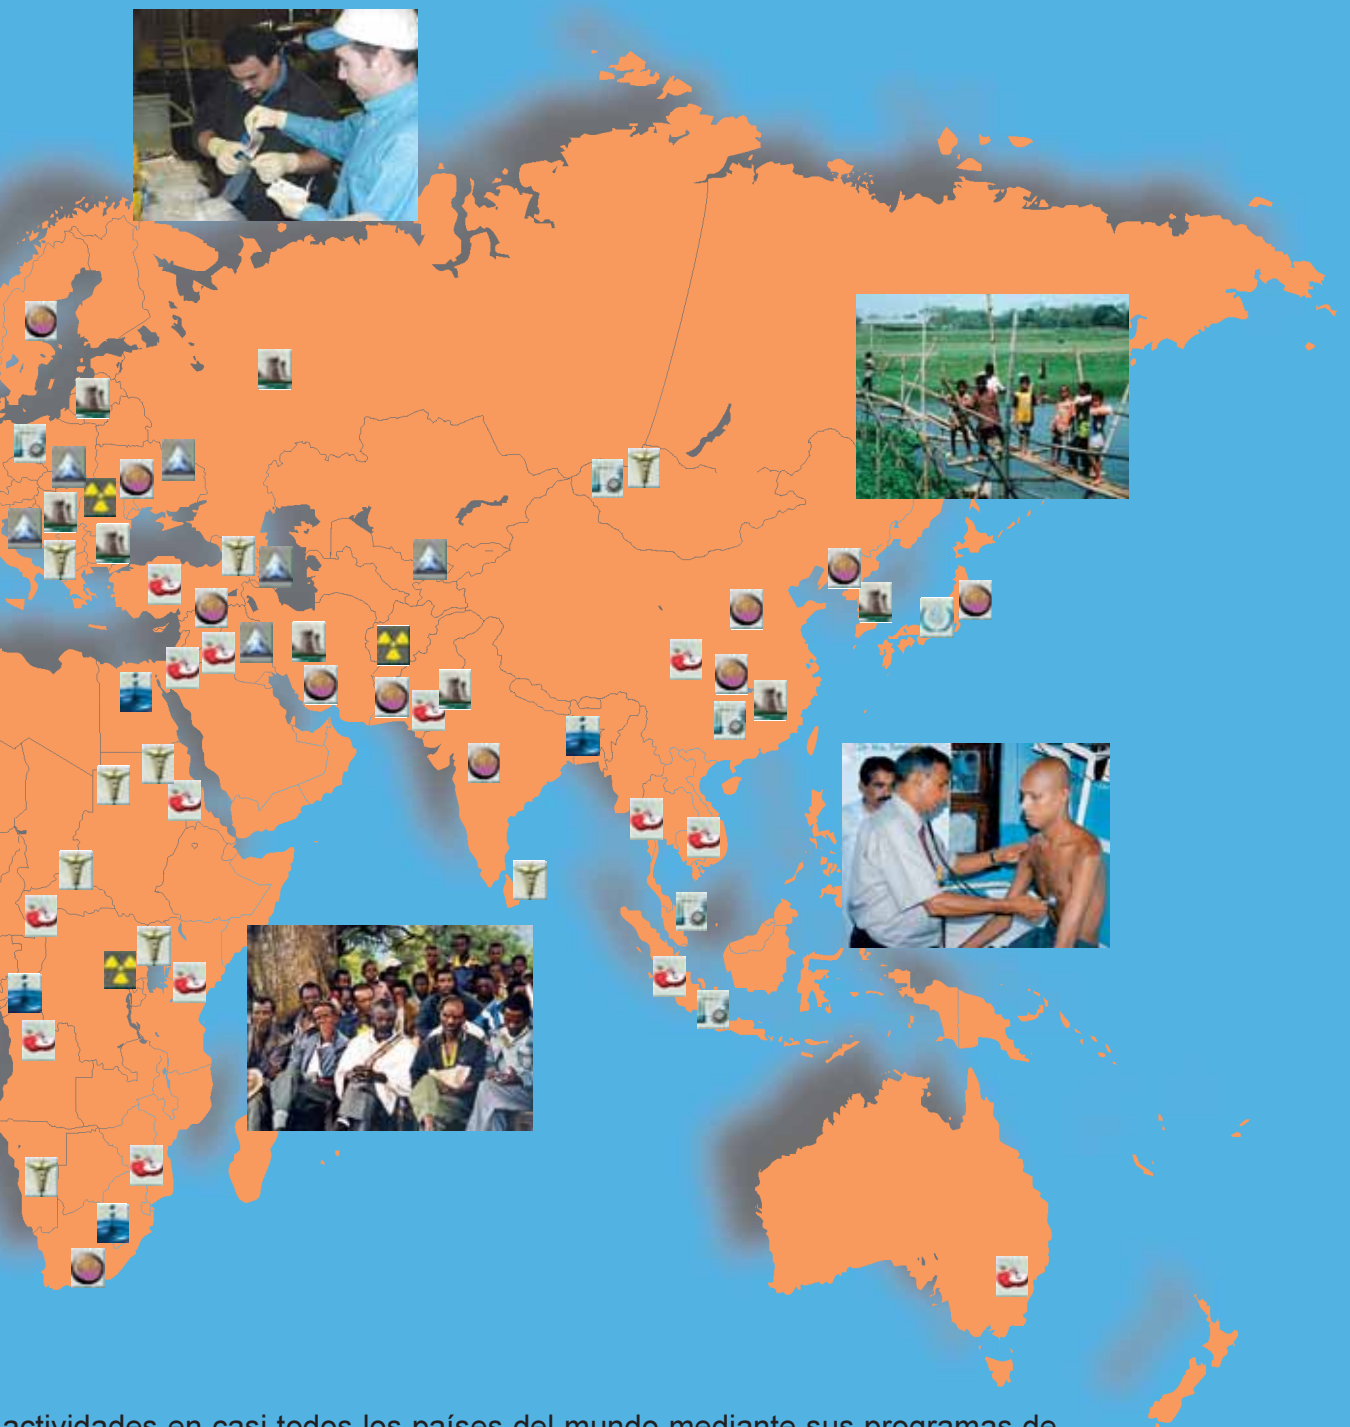 actividades en casi todos los países del mundo mediante sus programas de